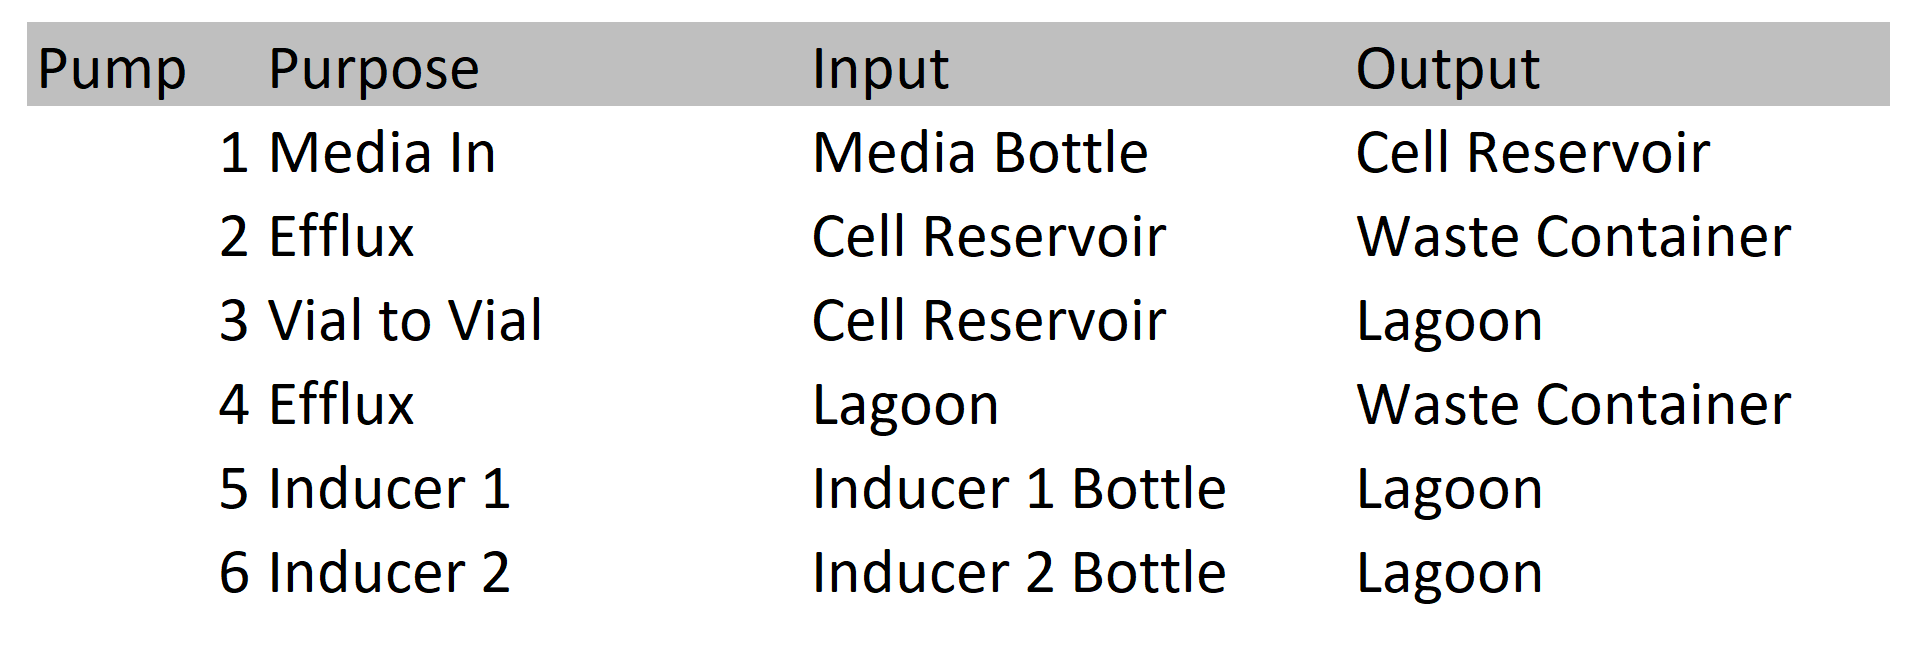 Pump Purpose Input Output
1 Media In Media Bottle Cell Reservoir
2 Efflux Cell Reservoir Waste Container
3 Vial to Vial Cell Reservoir Lagoon
4 Efflux Lagoon Waste Container
5 Inducer 1 Inducer 1 Bottle Lagoon
6 Inducer 2 Inducer 2 Bottle Lagoon